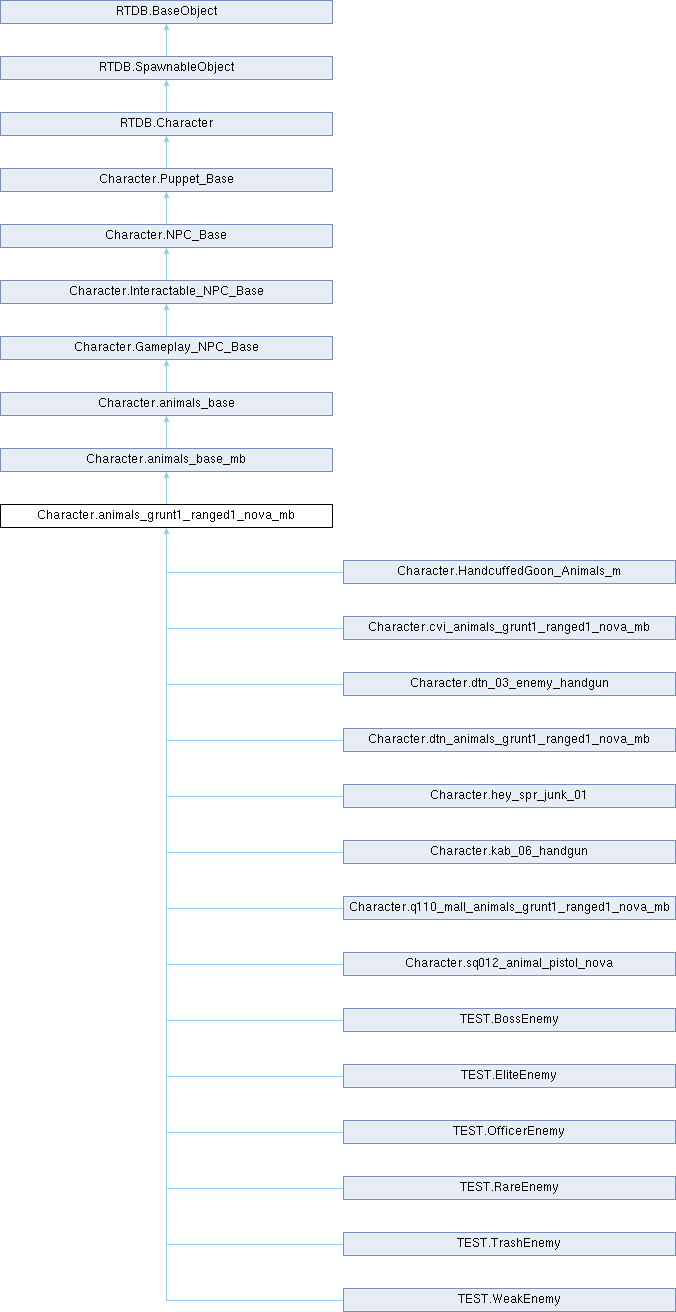 RTDB.BaseObject
RTDB.SpawnableObject
RTDB.Character
Character.Puppet_Base
Character.NPC_Base
Character.Interactable_NPC_Base
Character.Gameplay_NPC_Base
Character.animals_base
Character.animals_base_mb
Character.animals_grunt1_ranged1_nova_mb
Character.HandcuffedGoon_Animals_m
Character.cvi_animals_grunt1_ranged1_nova_mb
Character.dtn_03_enemy_handgun
Character.dtn_animals_grunt1_ranged1_nova_mb
Character.hey_spr_junk_01
Character.kab_06_handgun
Character.q110_mall_animals_grunt1_ranged1_nova_mb
Character.sq012_animal_pistol_nova
TEST.BossEnemy
TEST.EliteEnemy
TEST.OfficerEnemy
TEST.RareEnemy
TEST.TrashEnemy
TEST.WeakEnemy